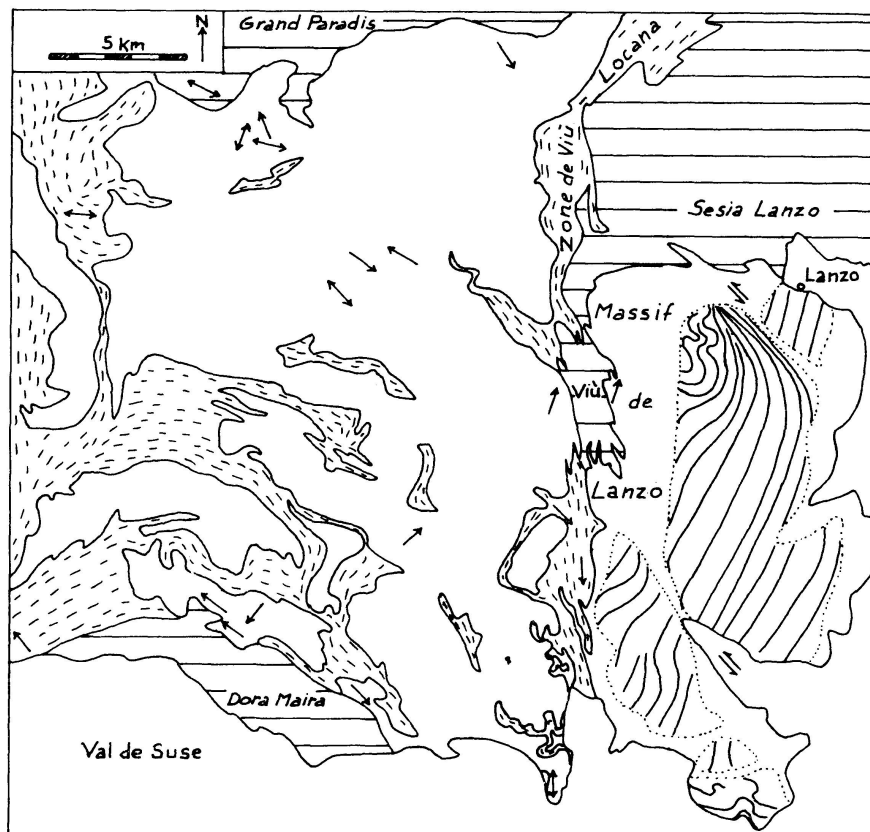 N
Grand Paradis
5 km
Locana
Zone de Viù
Sesia Lanzo
Lanzo
Massif
Viù
de
Lanzo
Dora Maira
Val de Suse